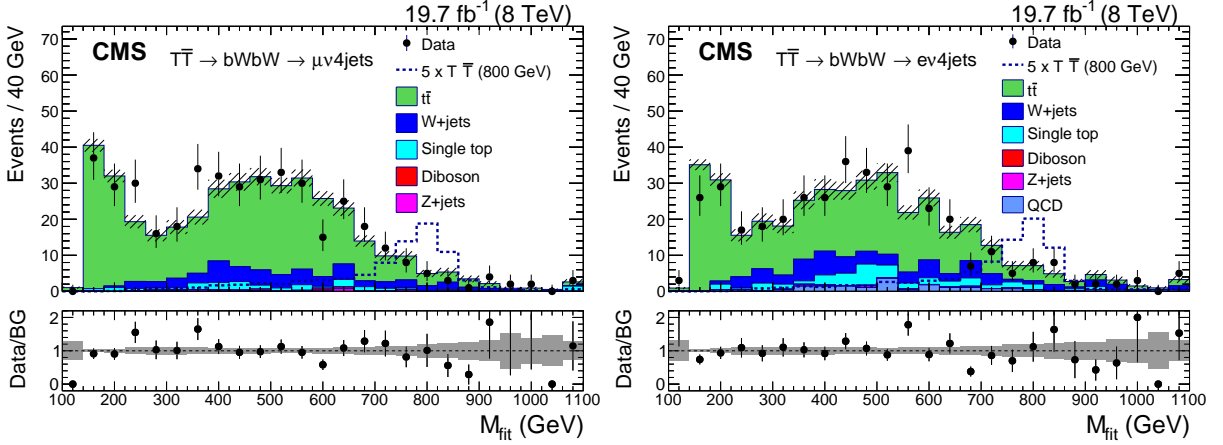 19.7 fb⁻¹ (8 TeV)
CMS
TT̅ → bWbW → μν4jets
Data
5 x T T̅ (800 GeV)
tt̅
W+jets
Single top
Diboson
Z+jets
Events / 40 GeV
70
60
50
40
30
20
10
0
Data/BG
2
1
0
100 200 300 400 500 600 700 800 900 1000 1100
M_fit (GeV)
19.7 fb⁻¹ (8 TeV)
CMS
TT̅ → bWbW → eν4jets
Data
5 x T T̅ (800 GeV)
tt̅
W+jets
Single top
Diboson
Z+jets
QCD
Events / 40 GeV
70
60
50
40
30
20
10
0
Data/BG
2
1
0
100 200 300 400 500 600 700 800 900 1000 1100
M_fit (GeV)